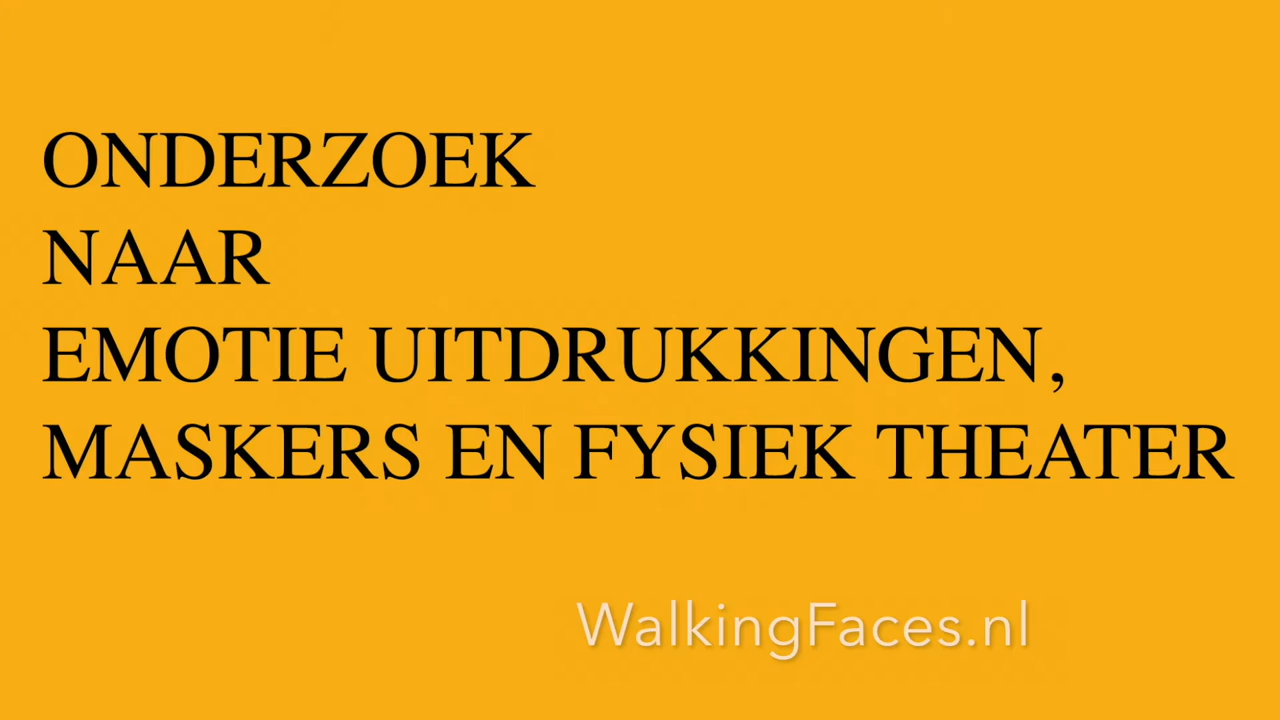 ONDERZOEK
NAAR
EMOTIE UITDRUKKINGEN,
MASKERS EN FYSIEK THEATER
WalkingFaces.nl